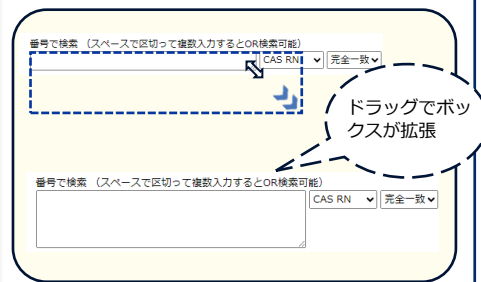 番号で検索 （スペースで区切って複数入力するとOR検索可能）
CAS RN 完全一致
ドラッグでボッ
クスが拡張
番号で検索 （スペースで区切って複数入力するとOR検索可能）
CAS RN 完全一致